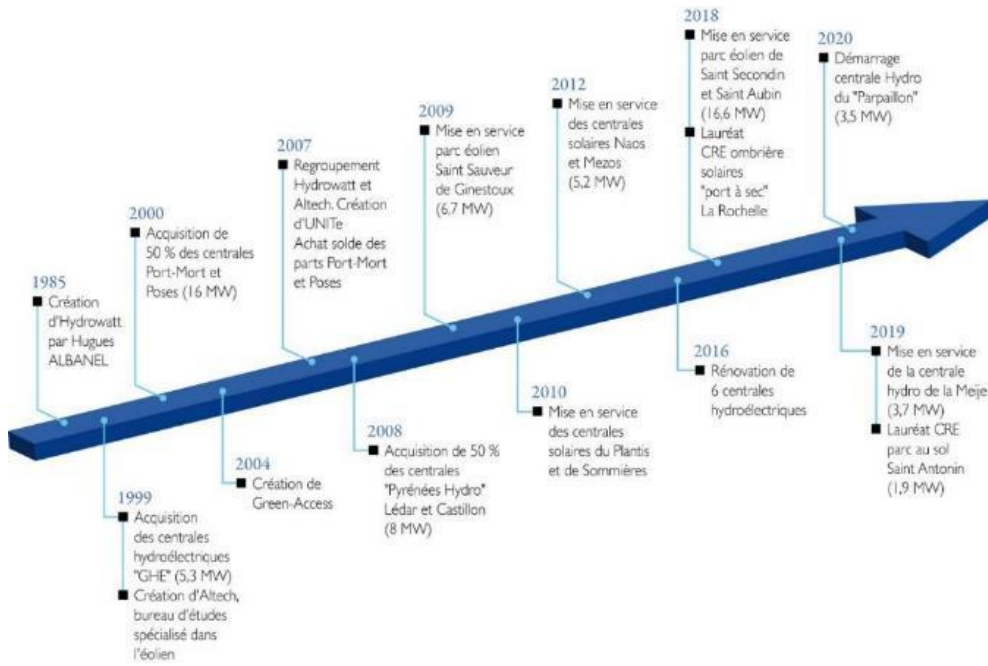 1985
Création
d'Hydrowatt
par Hugues
ALBANEL
1999
Acquisition
des centrales
hydroélectriques
"GHE" (5,3 MW)
Création d'Altech,
bureau d'études
spécialisé dans
l'éolien
2000
Acquisition de
50 % des centrales
Port-Mort et
Poses (16 MW)
2004
Création de
Green-Access
2007
Regroupement
Hydrowatt et
Altech. Création
d'UNITe
Achat solde des
parts Port-Mort
et Poses
2008
Acquisition de 50 %
des centrales
"Pyrénées Hydro"
Lédar et Castillon
(8 MW)
2009
Mise en service
parc éolien
Saint Sauveur
de Ginestoux
(6,7 MW)
2010
Mise en service
des centrales
solaires du Plantis
et de Sommières
2012
Mise en service
des centrales
solaires Naos
et Mezos
(5,2 MW)
2016
Rénovation de
6 centrales
hydroélectriques
2018
Mise en service
parc éolien de
Saint Secondin
et Saint Aubin
(16,6 MW)
Lauréat
CRE ombrière
solaires
"port à sec"
La Rochelle
2019
Mise en service
de la centrale
hydro de la Meije
(3,7 MW)
Lauréat CRE
parc au sol
Saint Antonin
(1,9 MW)
2020
Démarrage
centrale Hydro
du "Parpaillon"
(3,5 MW)